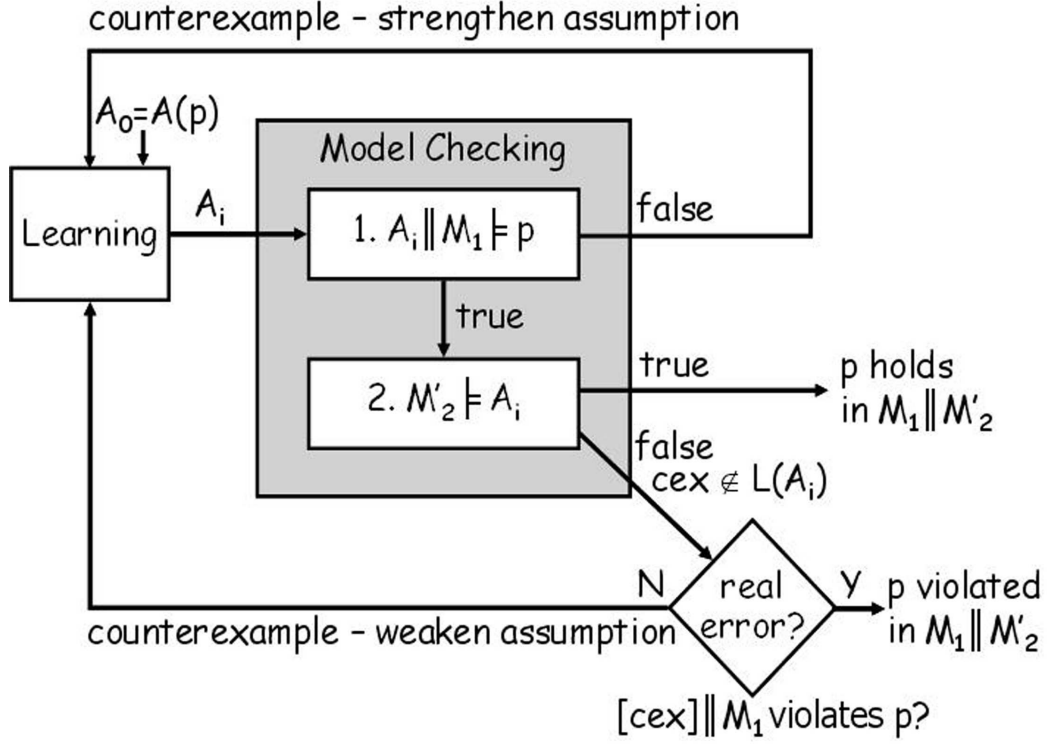 counterexample – strengthen assumption
A₀=A(p)
Model Checking
Learning
Aᵢ
1. Aᵢ || M₁ ⊧ p
false
true
2. M'₂ ⊧ Aᵢ
true
p holds
in M₁ || M'₂
false
cex ∉ L(Aᵢ)
N
real
error?
Y
p violated
in M₁ || M'₂
counterexample – weaken assumption
[cex] || M₁ violates p?